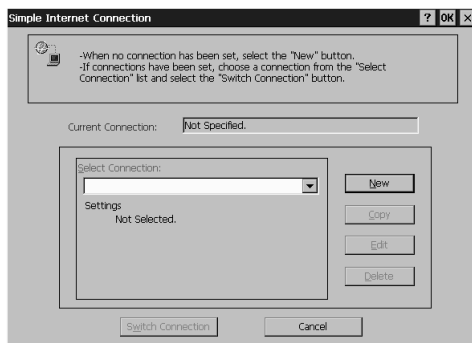 Simple Internet Connection ? OK ×
-When no connection has been set, select the "New" button.
-If connections have been set, choose a connection from the "Select
Connection" list and select the "Switch Connection" button.
Current Connection: Not Specified.
Select Connection:
New
Settings
Not Selected.
Copy
Edit
Delete
Switch Connection Cancel